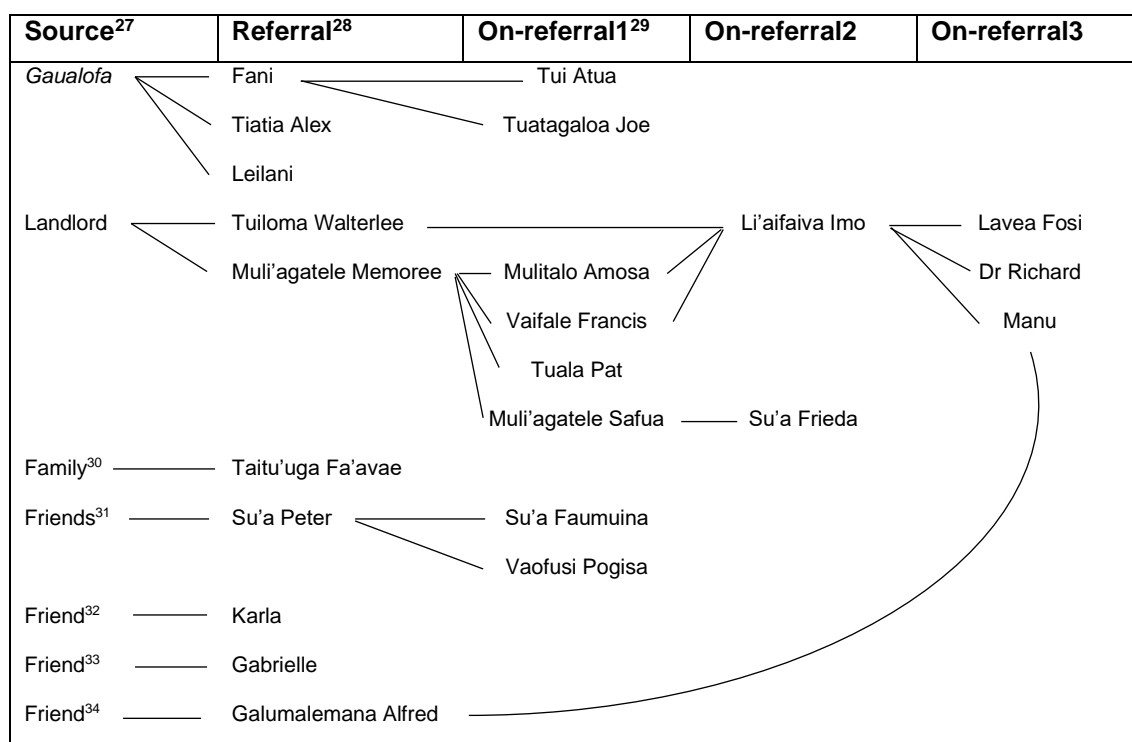 Source27 Referral28 On-referral129 On-referral2 On-referral3
Gaualofa Fani Tui Atua
Tiatia Alex Tuatagaloa Joe
Leilani
Landlord Tuiloma Walterlee Li'aifaiva Imo Lavea Fosi
Muli'agatele Memoree Mulitalo Amosa Dr Richard
Vaifale Francis Manu
Tuala Pat
Muli'agatele Safua Su'a Frieda
Family30 Taitu'uga Fa'avae
Friends31 Su'a Peter Su'a Faumuina
Vaofusi Pogisa
Friend32 Karla
Friend33 Gabrielle
Friend34 Galumalemana Alfred